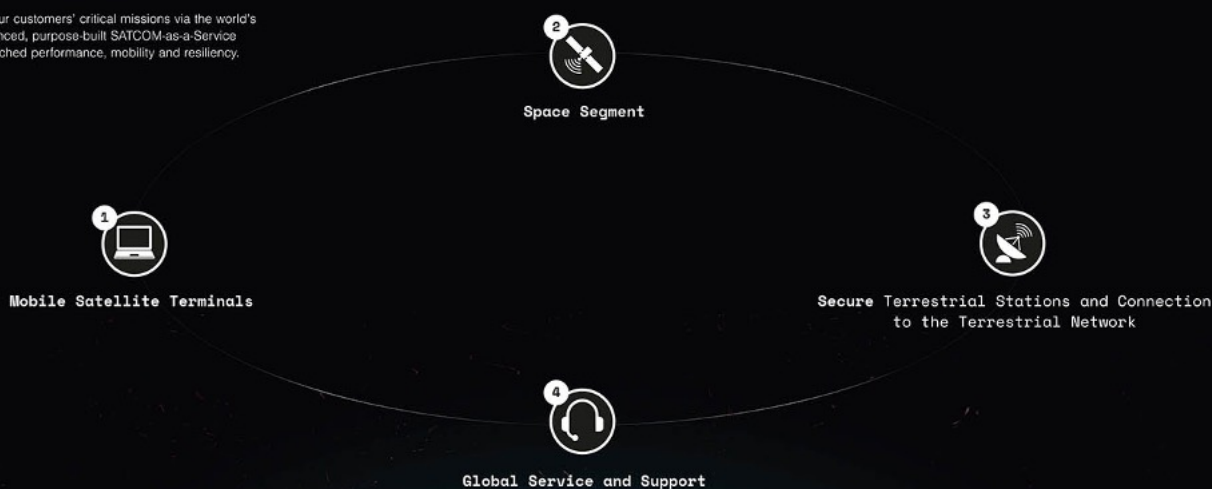 ur customers' critical missions via the world's
nced, purpose-built SATCOM-as-a-Service
ched performance, mobility and resiliency.
2
Space Segment
1
Mobile Satellite Terminals
3
Secure Terrestrial Stations and Connection
to the Terrestrial Network
4
Global Service and Support